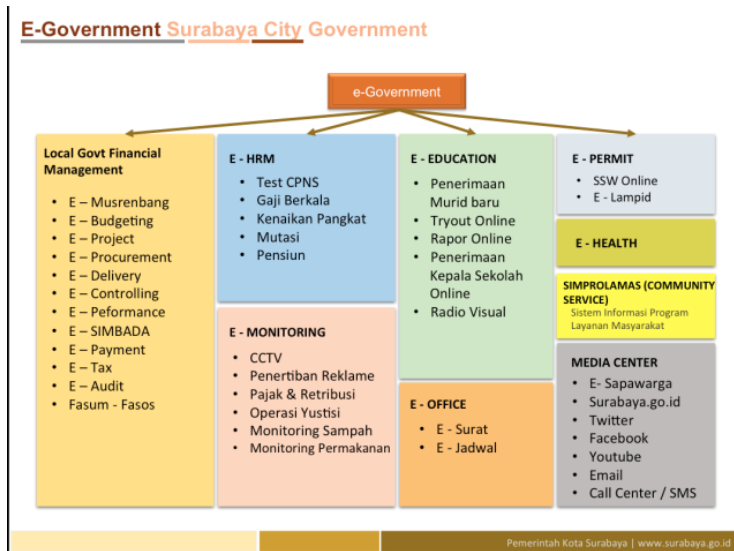 E-Government Surabaya City Government
e-Government
Local Govt Financial
Management
• E – Musrenbang
• E – Budgeting
• E – Project
• E – Procurement
• E – Delivery
• E – Controlling
• E – Peformance
• E – SIMBADA
• E – Payment
• E – Tax
• E – Audit
• Fasum - Fasos
E - HRM
• Test CPNS
• Gaji Berkala
• Kenaikan Pangkat
• Mutasi
• Pensiun
E - MONITORING
• CCTV
• Penertiban Reklame
• Pajak & Retribusi
• Operasi Yustisi
• Monitoring Sampah
• Monitoring Permakanan
E - EDUCATION
• Penerimaan
Murid baru
• Tryout Online
• Rapor Online
• Penerimaan
Kepala Sekolah
Online
• Radio Visual
E - OFFICE
• E - Surat
• E - Jadwal
E - PERMIT
• SSW Online
• E - Lampid
E - HEALTH
SIMPROLAMAS (COMMUNITY
SERVICE)
Sistem Informasi Program
Layanan Masyarakat
MEDIA CENTER
• E- Sapawarga
• Surabaya.go.id
• Twitter
• Facebook
• Youtube
• Email
• Call Center / SMS
Pemerintah Kota Surabaya | www.surabaya.go.id